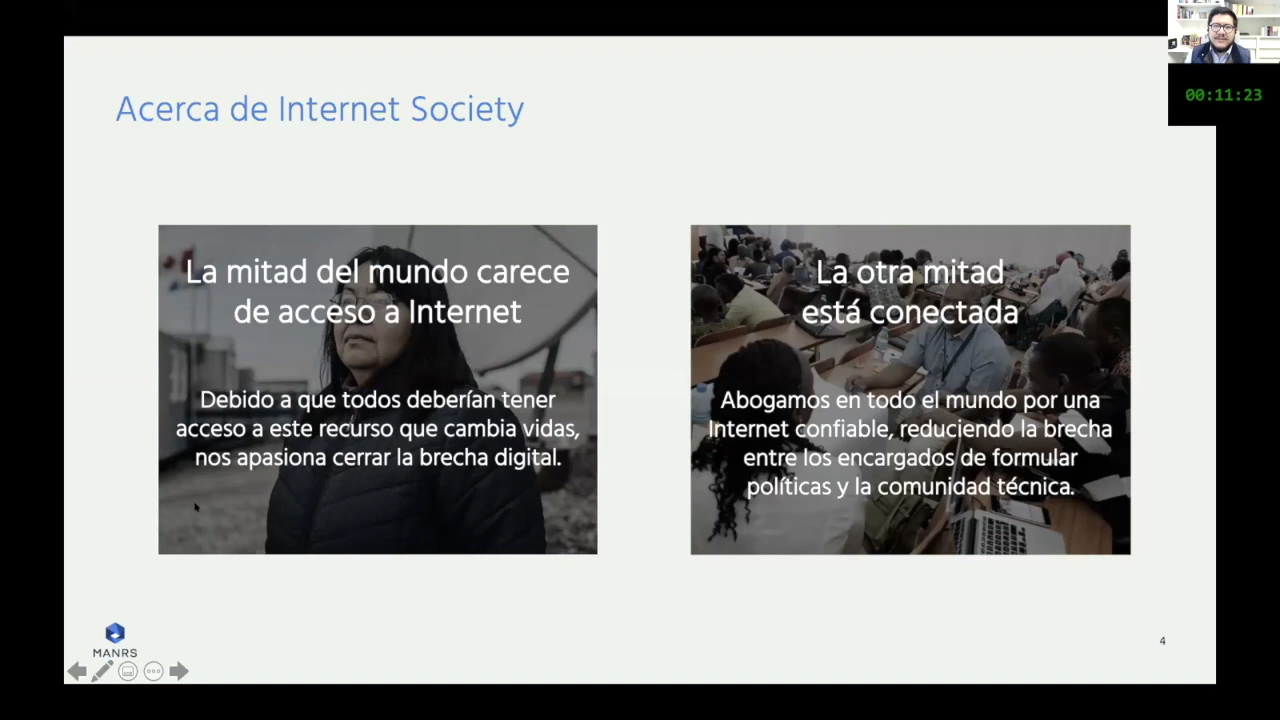 Acerca de Internet Society
00:11:23
La mitad del mundo carece
de acceso a Internet
Debido a que todos deberían tener
acceso a este recurso que cambia vidas,
nos apasiona cerrar la brecha digital.
La otra mitad
está conectada
Abogamos en todo el mundo por una
Internet confiable, reduciendo la brecha
entre los encargados de formular
políticas y la comunidad técnica.
MANRS
4